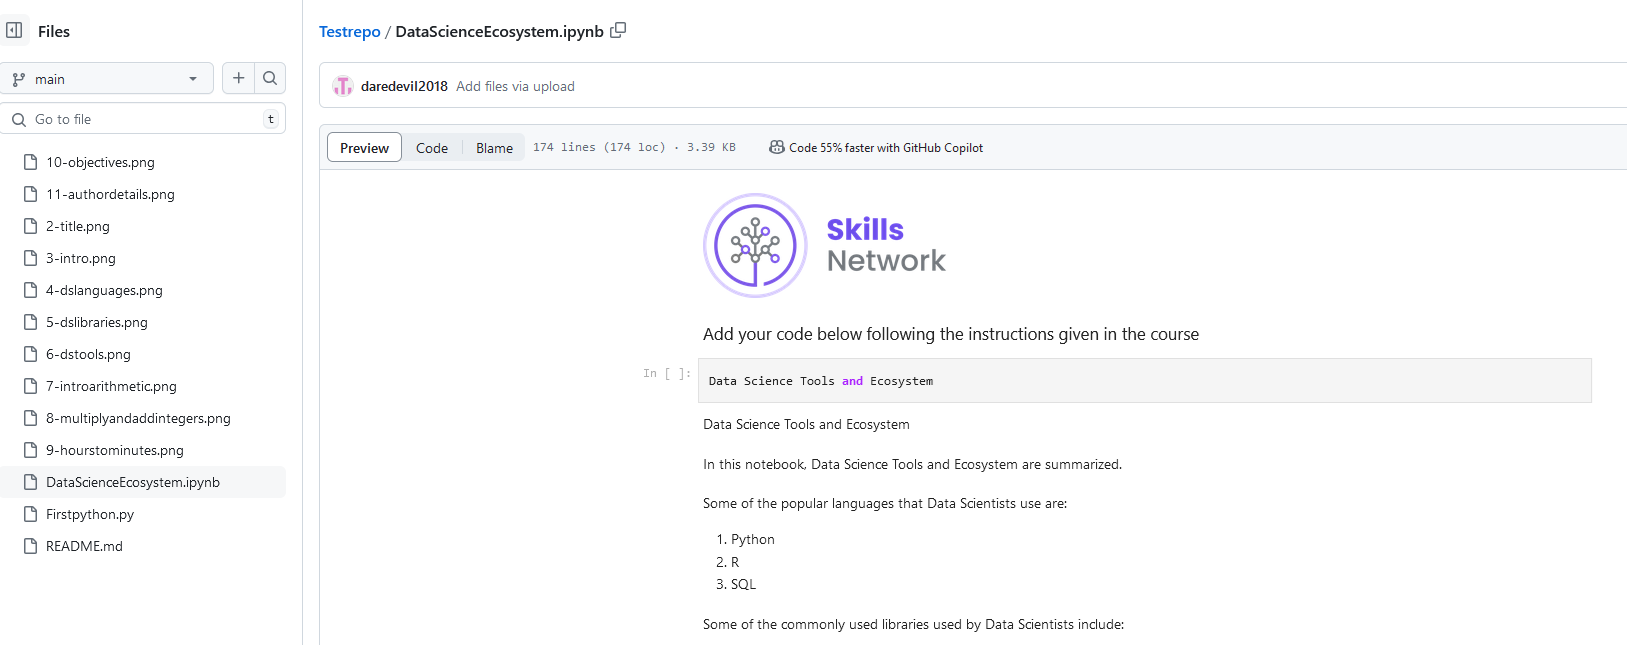 Files
main
Go to file
t
10-objectives.png
11-authordetails.png
2-title.png
3-intro.png
4-dslanguages.png
5-dslibraries.png
6-dstools.png
7-introarithmetic.png
8-multiplyandaddintegers.png
9-hourstominutes.png
DataScienceEcosystem.ipynb
Firstpython.py
README.md
Testrepo / DataScienceEcosystem.ipynb
daredevil2018 Add files via upload
Preview Code Blame 174 lines (174 loc) · 3.39 KB Code 55% faster with GitHub Copilot
Skills
Network
Add your code below following the instructions given in the course
In [ ]: Data Science Tools and Ecosystem
Data Science Tools and Ecosystem
In this notebook, Data Science Tools and Ecosystem are summarized.
Some of the popular languages that Data Scientists use are:
1. Python
2. R
3. SQL
Some of the commonly used libraries used by Data Scientists include: